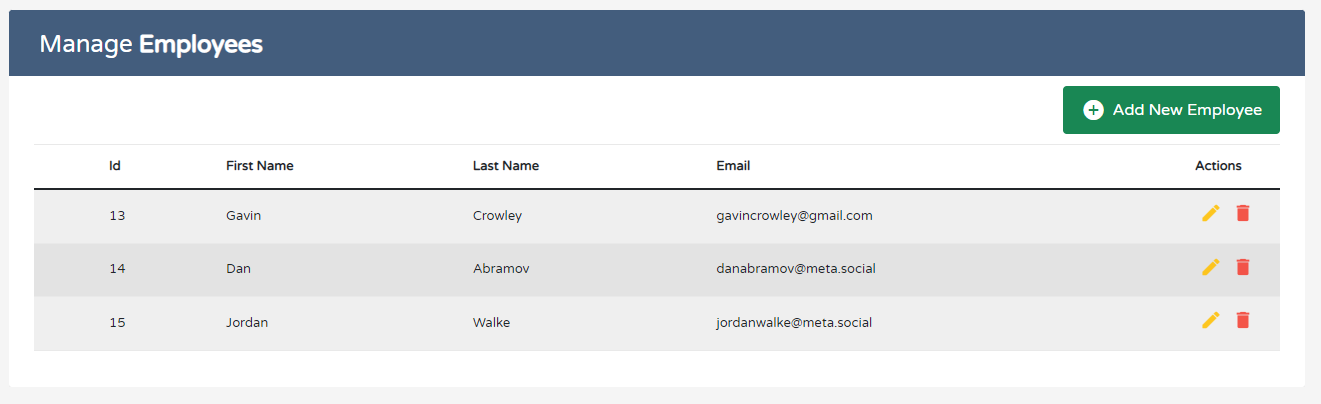 Manage Employees
Add New Employee
Id First Name Last Name Email Actions
13 Gavin Crowley gavincrowley@gmail.com
14 Dan Abramov danabramov@meta.social
15 Jordan Walke jordanwalke@meta.social